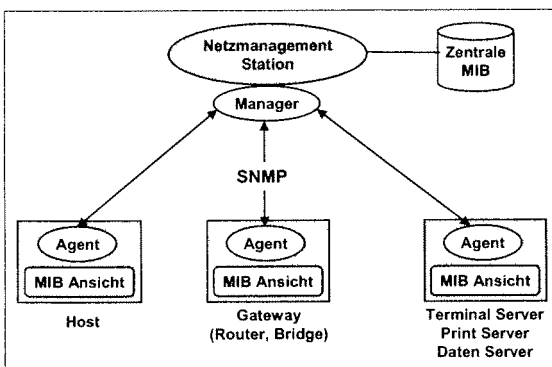 Netzmanagement
Station
Zentrale
MIB
Manager
SNMP
Agent
MIB Ansicht
Host
Agent
MIB Ansicht
Gateway
(Router, Bridge)
Agent
MIB Ansicht
Terminal Server
Print Server
Daten Server